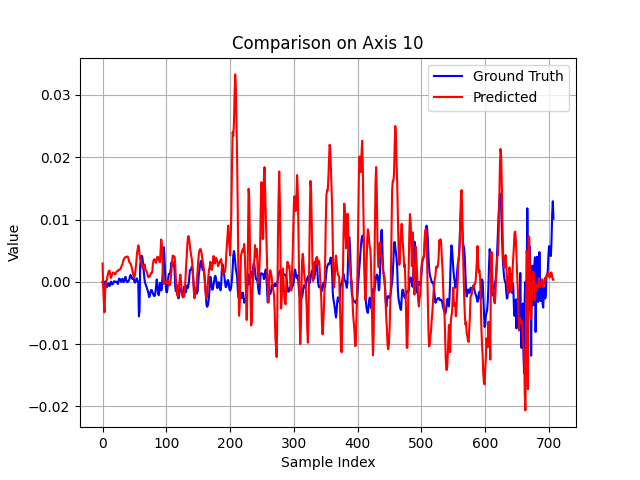 Comparison on Axis 10
Ground Truth
Predicted
0.03
0.02
0.01
0.00
−0.01
−0.02
Value
0 100 200 300 400 500 600 700
Sample Index